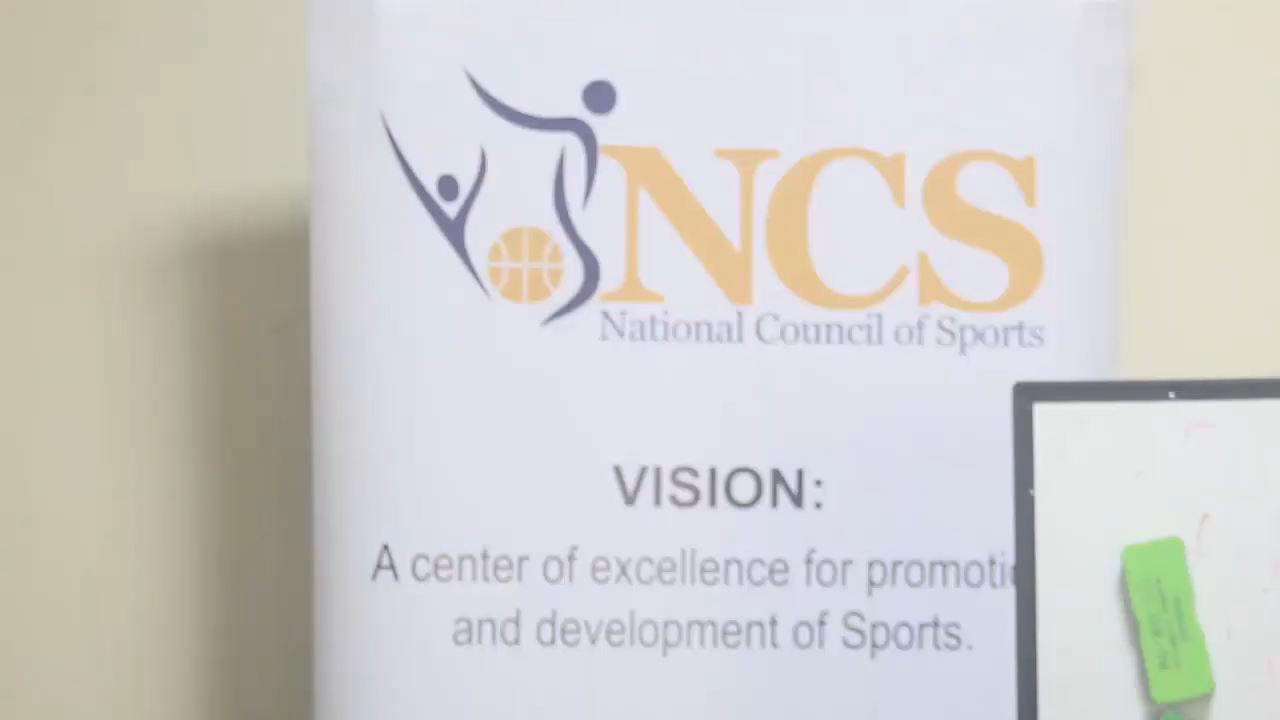 NCS
National Council of Sports
VISION:
A center of excellence for promoti
and development of Sports.